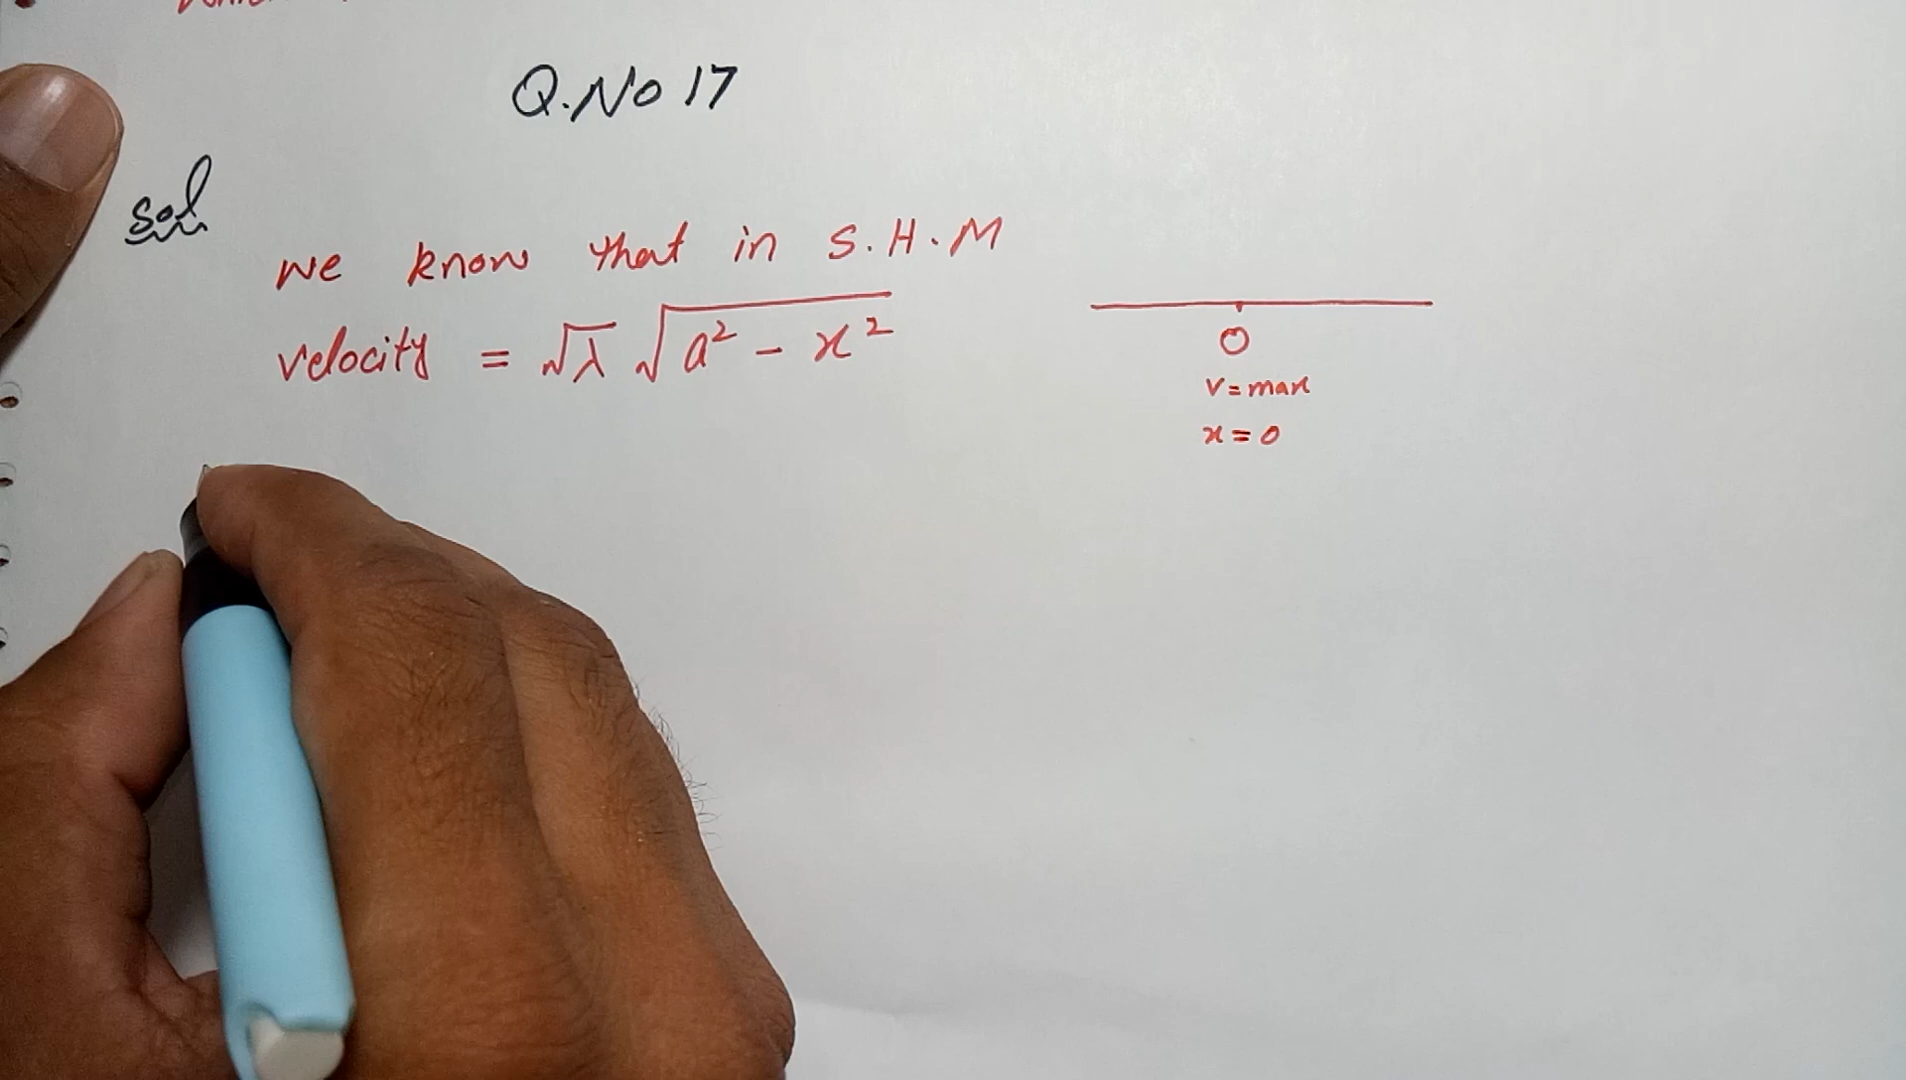 Q.No 17
sol
we know that in S.H.M
velocity = √λ √a² - x²
O
v = max
x = 0